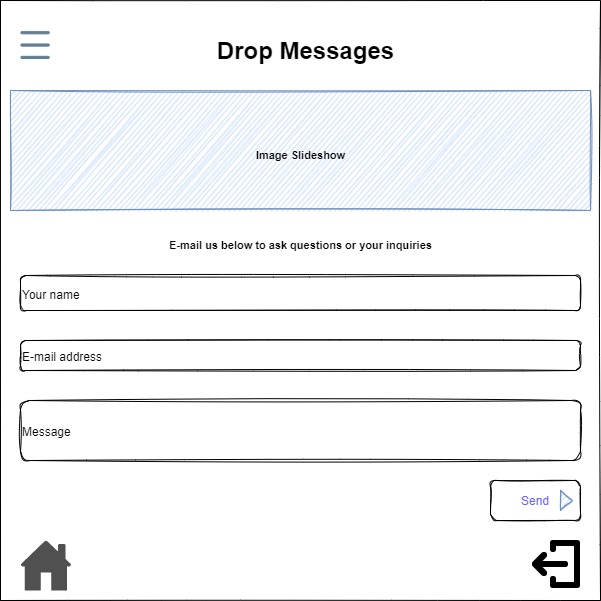 Drop Messages
Image Slideshow
E-mail us below to ask questions or your inquiries
Your name
E-mail address
Message
Send